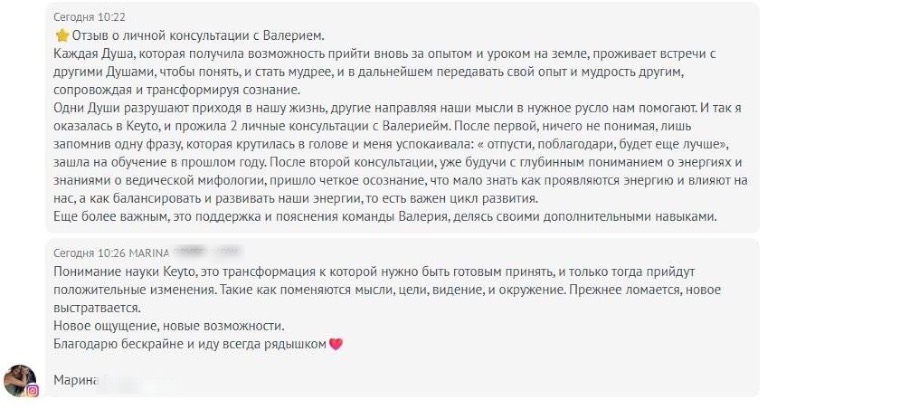 Сегодня 10:22
⭐Отзыв о личной консультации с Валерием.
Каждая Душа, которая получила возможность прийти вновь за опытом и уроком на земле, проживает встречи с
другими Душами, чтобы понять, и стать мудрее, и в дальнейшем передавать свой опыт и мудрость другим,
сопровождая и трансформируя сознание.
Одни Души разрушают приходя в нашу жизнь, другие направляя наши мысли в нужное русло нам помогают. И так я
оказалась в Keyto, и прожила 2 личные консультации с Валериейм. После первой, ничего не понимая, лишь
запомнив одну фразу, которая крутилась в голове и меня успокаивала: « отпусти, поблагодари, будет еще лучше»,
зашла на обучение в прошлом году. После второй консультации, уже будучи с глубинным пониманием о энергиях и
знаниями о ведической мифологии, пришло четкое осознание, что мало знать как проявляются энергию и влияют на
нас, а как балансировать и развивать наши энергии, то есть важен цикл развития.
Еще более важным, это поддержка и пояснения команды Валерия, делясь своими дополнительными навыками.
Сегодня 10:26 MARINA
Понимание науки Keyto, это трансформация к которой нужно быть готовым принять, и только тогда прийдут
положительные изменения. Такие как поменяются мысли, цели, видение, и окружение. Прежнее ломается, новое
выстратвается.
Новое ощущение, новые возможности.
Благодарю бескрайне и иду всегда рядышком❤️
Марина